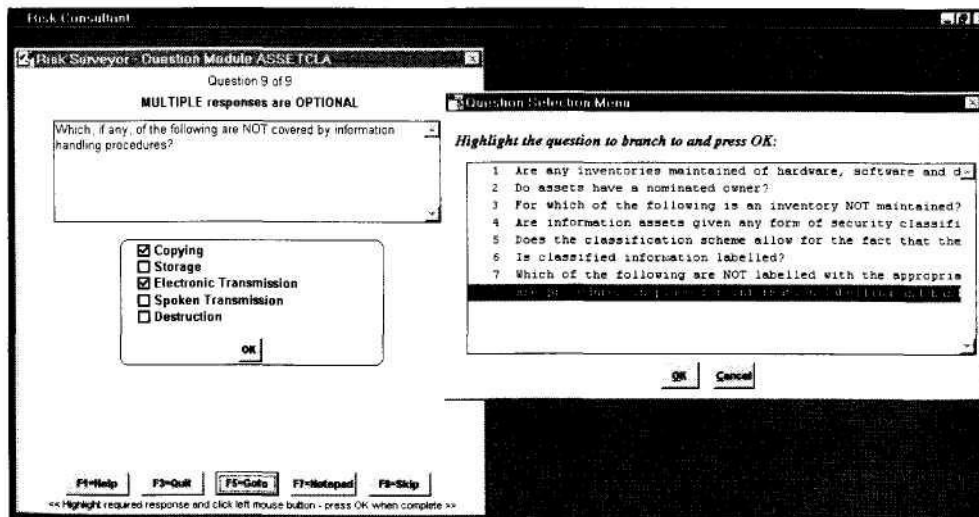 Risk Consultant
Risk Surveyor - Question Module ASSETCLA
Question 9 of 9
MULTIPLE responses are OPTIONAL
Which, if any, of the following are NOT covered by information
handling procedures?
Copying
Storage
Electronic Transmission
Spoken Transmission
Destruction
OK
F1=Help F3=Quit F5=Goto F7=Notepad F8=Skip
<< Highlight required response and click left mouse button - press OK when complete >>
Question Selection Menu
Highlight the question to branch to and press OK:
1 Are any inventories maintained of hardware, software and d
2 Do assets have a nominated owner?
3 For which of the following is an inventory NOT maintained?
4 Are information assets given any form of security classifi
5 Does the classification scheme allow for the fact that the
6 Is classified information labelled?
7 Which of the following are NOT labelled with the appropria
OK Cancel